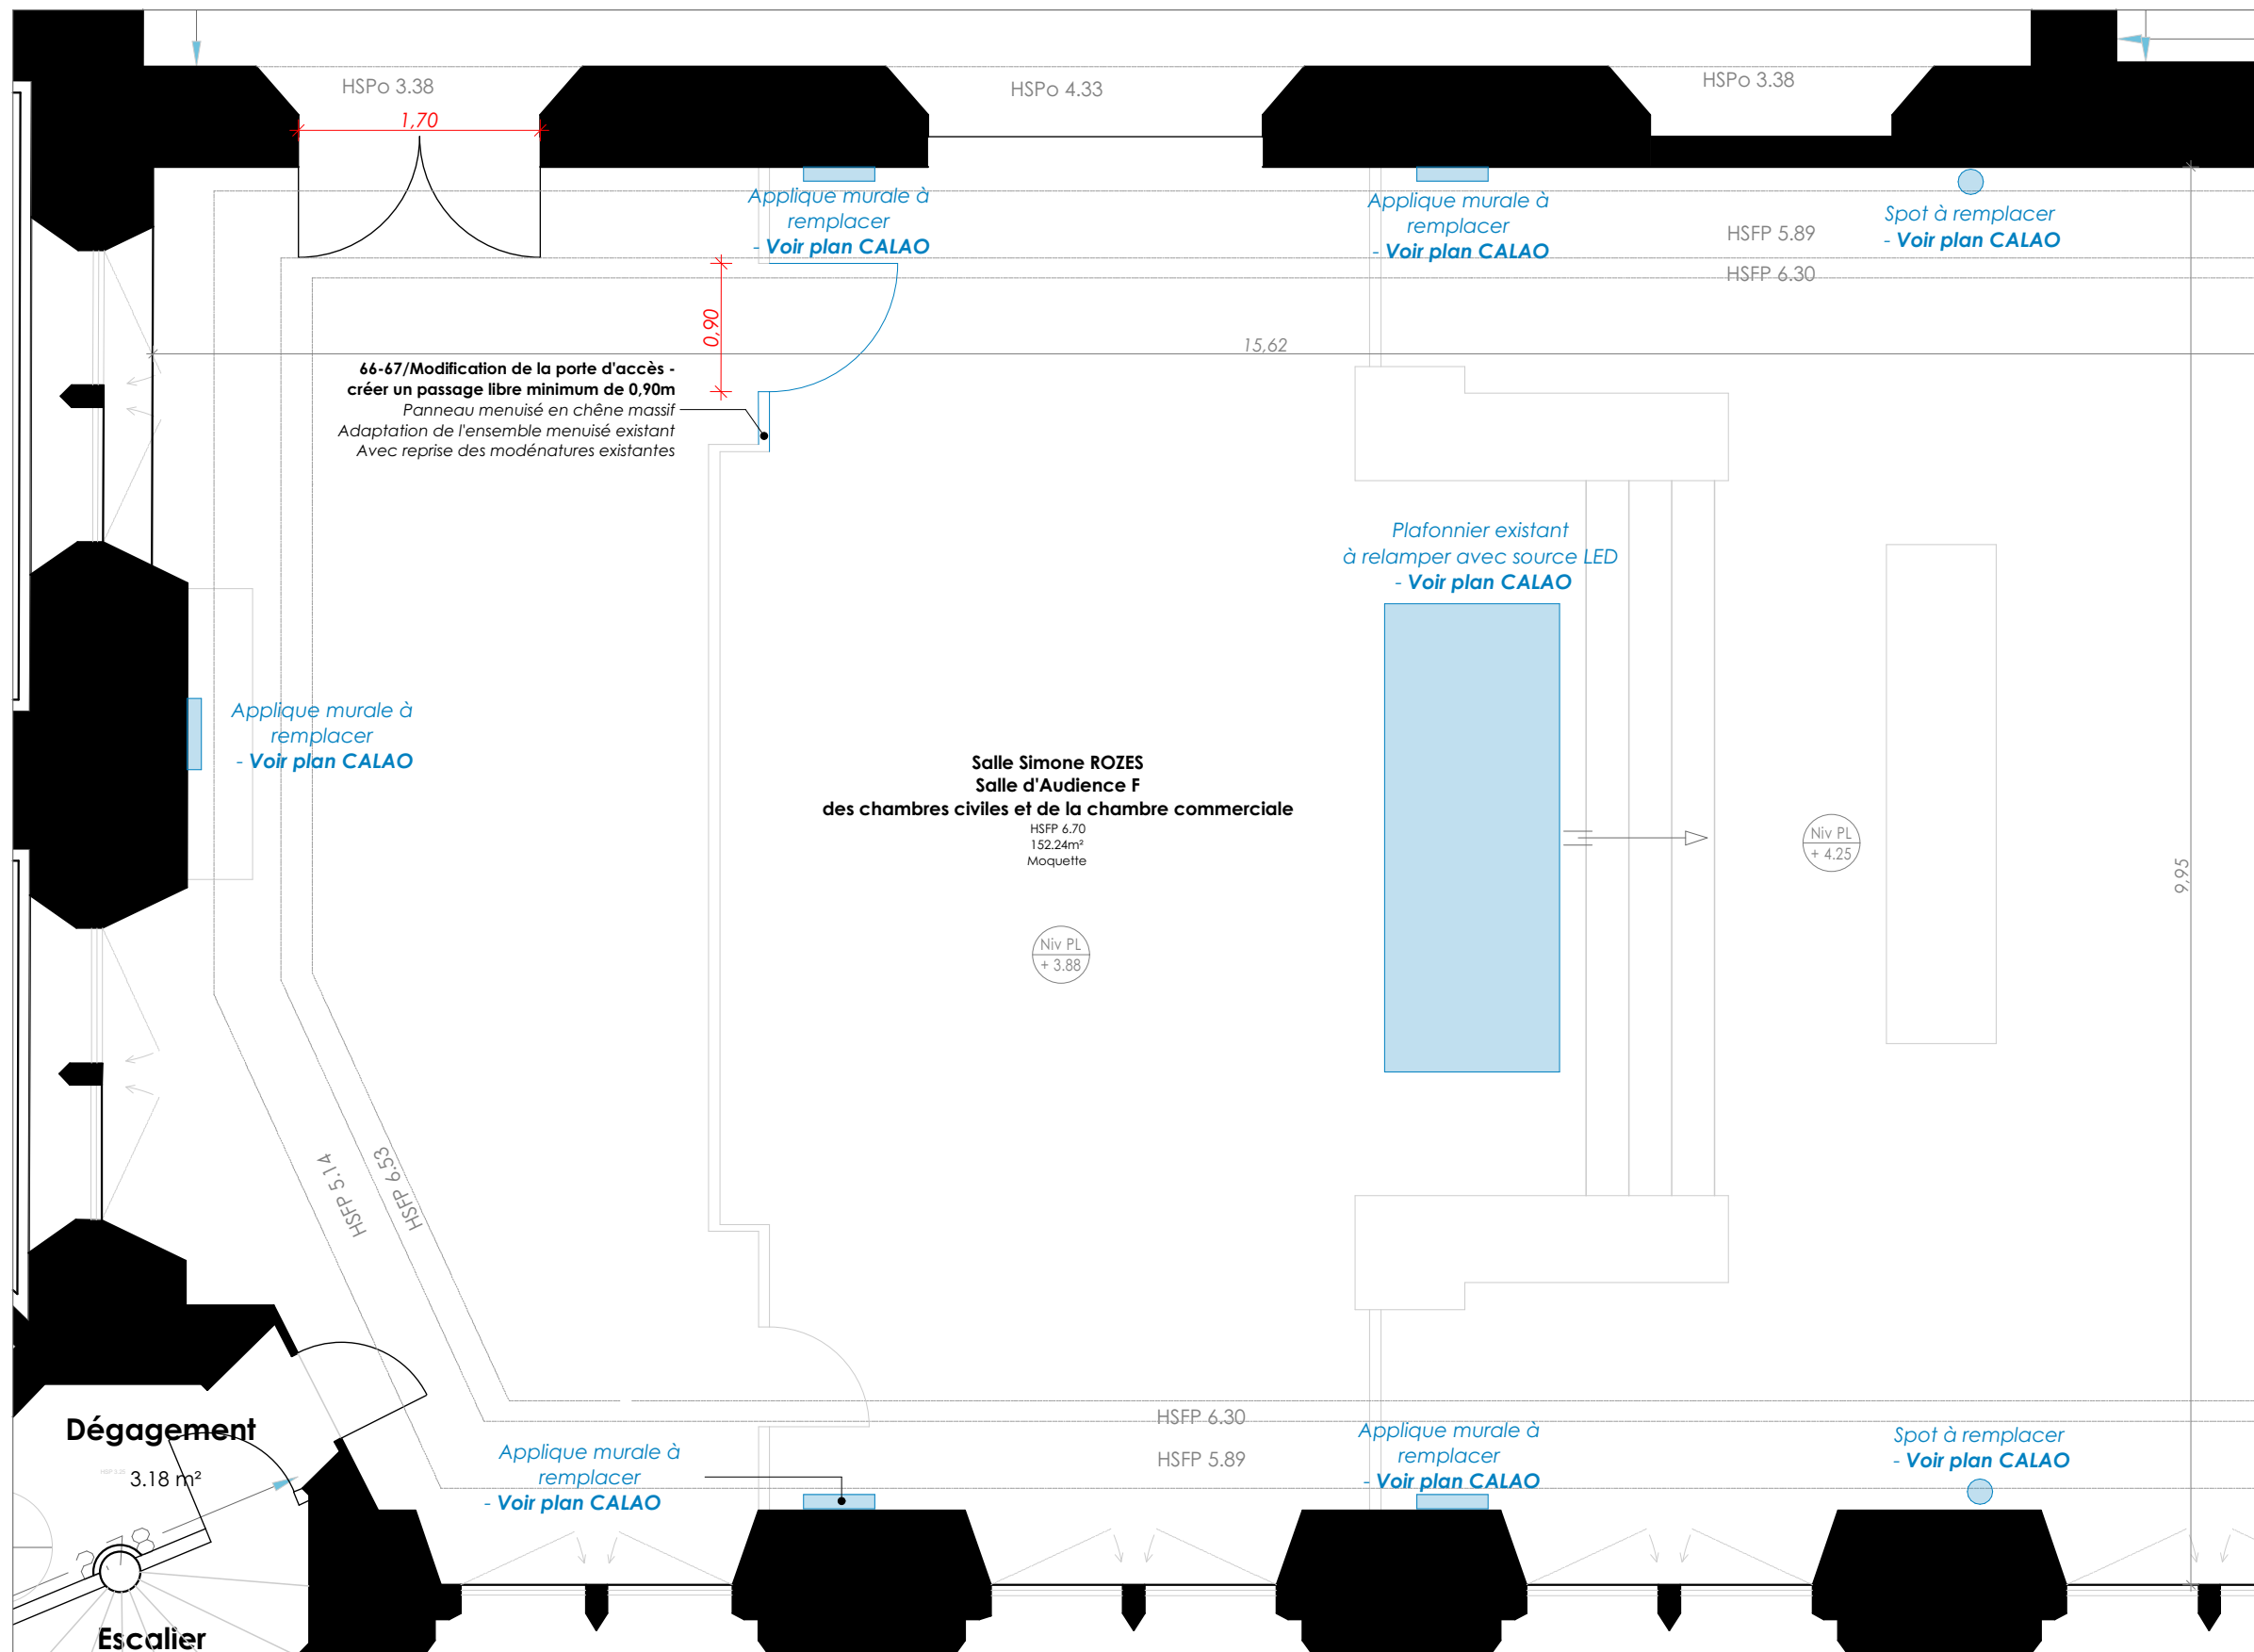 HSPo 3.38
HSPo 4.33
HSPo 3.38
1,70
Applique murale à
remplacer
- Voir plan CALAO
Applique murale à
remplacer
- Voir plan CALAO
Spot à remplacer
- Voir plan CALAO
HSFP 5.89
HSFP 6.30
0,90
15,62
66-67/Modification de la porte d'accès -
créer un passage libre minimum de 0,90m
Panneau menuisé en chêne massif
Adaptation de l'ensemble menuisé existant
Avec reprise des modénatures existantes
Plafonnier existant
à relamper avec source LED
- Voir plan CALAO
Applique murale à
remplacer
- Voir plan CALAO
Salle Simone ROZES
Salle d'Audience F
des chambres civiles et de la chambre commerciale
HSFP 6.70
152.24m²
Moquette
Niv PL
+ 4.25
9,95
Niv PL
+ 3.88
HSFP 5.14
HSFP 6.53
HSFP 6.30
HSFP 5.89
Applique murale à
remplacer
- Voir plan CALAO
Applique murale à
remplacer
- Voir plan CALAO
Spot à remplacer
- Voir plan CALAO
Dégagement
3.18 m²
Escalier